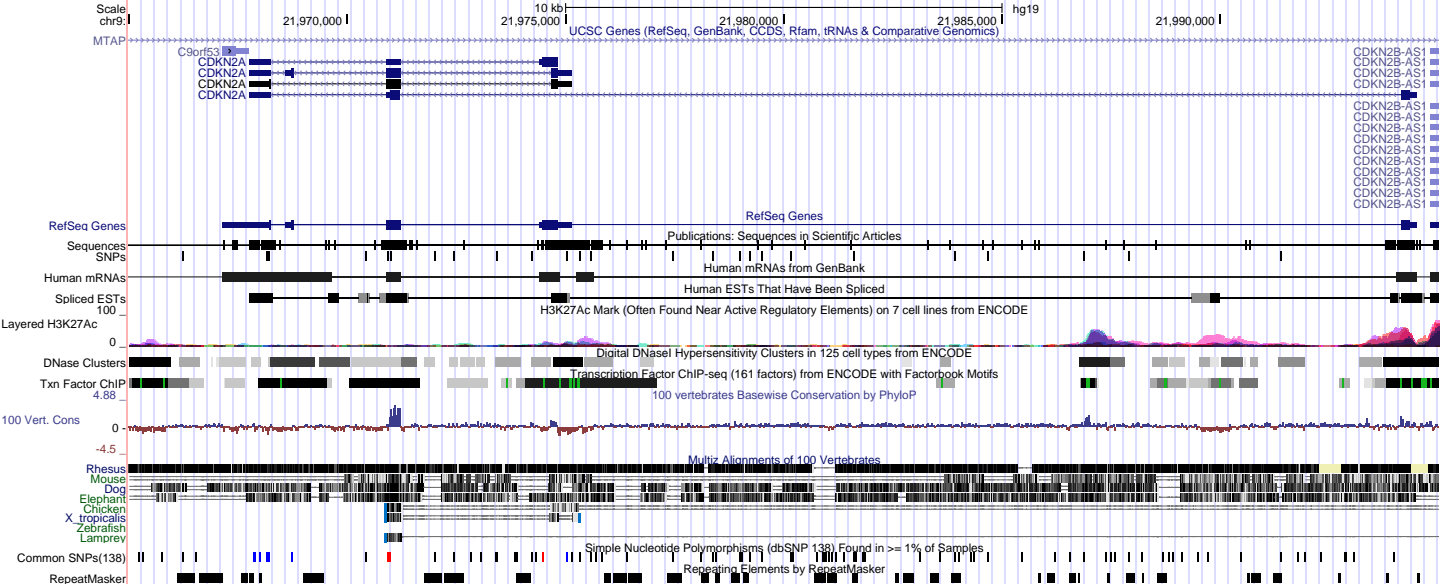 Scale 10 kb hg19
chr9: 21,970,000 21,975,000 21,980,000 21,985,000 21,990,000
UCSC Genes (RefSeq, GenBank, CCDS, Rfam, tRNAs & Comparative Genomics)
MTAP
C9orf53 CDKN2B-AS1
CDKN2A CDKN2B-AS1
CDKN2A CDKN2B-AS1
CDKN2A CDKN2B-AS1
CDKN2A
CDKN2B-AS1
CDKN2B-AS1
CDKN2B-AS1
CDKN2B-AS1
CDKN2B-AS1
CDKN2B-AS1
CDKN2B-AS1
CDKN2B-AS1
CDKN2B-AS1
CDKN2B-AS1
RefSeq Genes
RefSeq Genes
Publications: Sequences in Scientific Articles
Sequences
SNPs
Human mRNAs from GenBank
Human mRNAs
Human ESTs That Have Been Spliced
Spliced ESTs
H3K27Ac Mark (Often Found Near Active Regulatory Elements) on 7 cell lines from ENCODE
100 _
Layered H3K27Ac
0 _
Digital DNaseI Hypersensitivity Clusters in 125 cell types from ENCODE
DNase Clusters
Transcription Factor ChIP-seq (161 factors) from ENCODE with Factorbook Motifs
Txn Factor ChIP
100 vertebrates Basewise Conservation by PhyloP
4.88 _
100 Vert. Cons
0 -
-4.5 _
Multiz Alignments of 100 Vertebrates
Rhesus
Mouse
Dog
Elephant
Chicken
X_tropicalis
Zebrafish
Lamprey
Simple Nucleotide Polymorphisms (dbSNP 138) Found in >= 1% of Samples
Common SNPs(138)
Repeating Elements by RepeatMasker
RepeatMasker